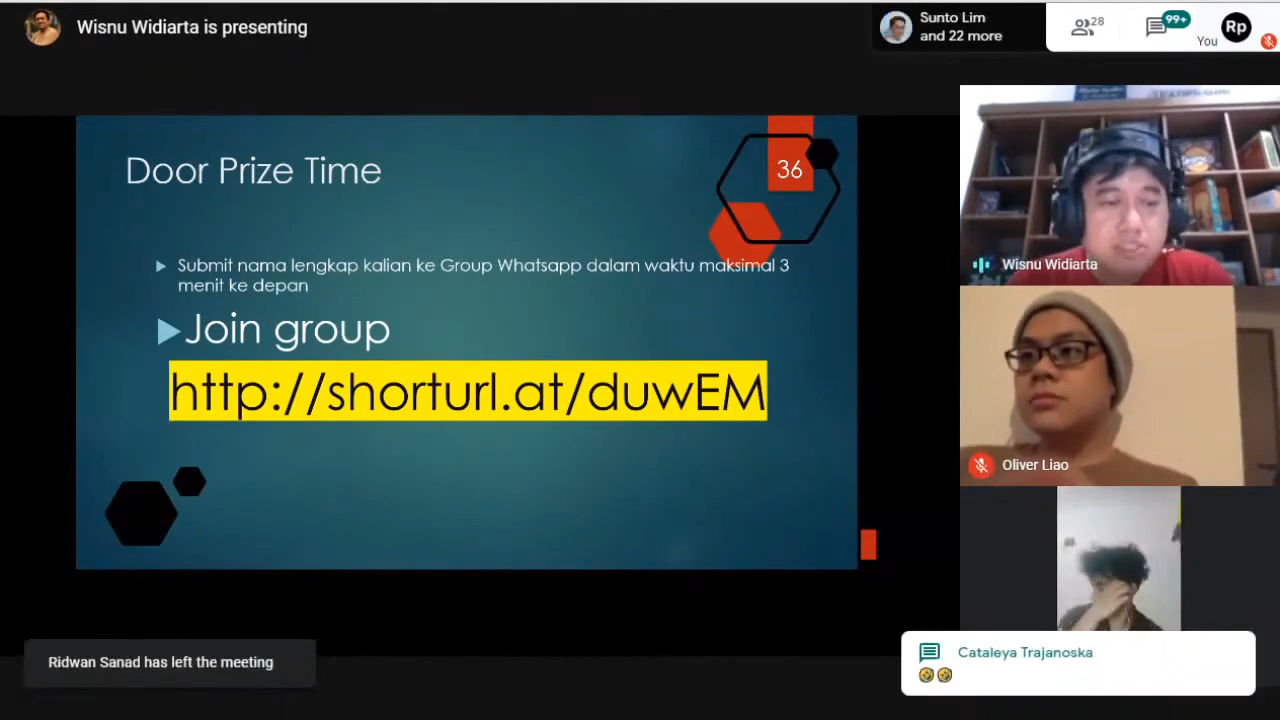 Wisnu Widiarta is presenting
Sunto Lim
and 22 more
28
99+
You
Rp
Door Prize Time
36
Submit nama lengkap kalian ke Group Whatsapp dalam waktu maksimal 3
menit ke depan
Join group
http://shorturl.at/duwEM
Wisnu Widiarta
Oliver Liao
Ridwan Sanad has left the meeting
Cataleya Trajanoska
🤣🤣